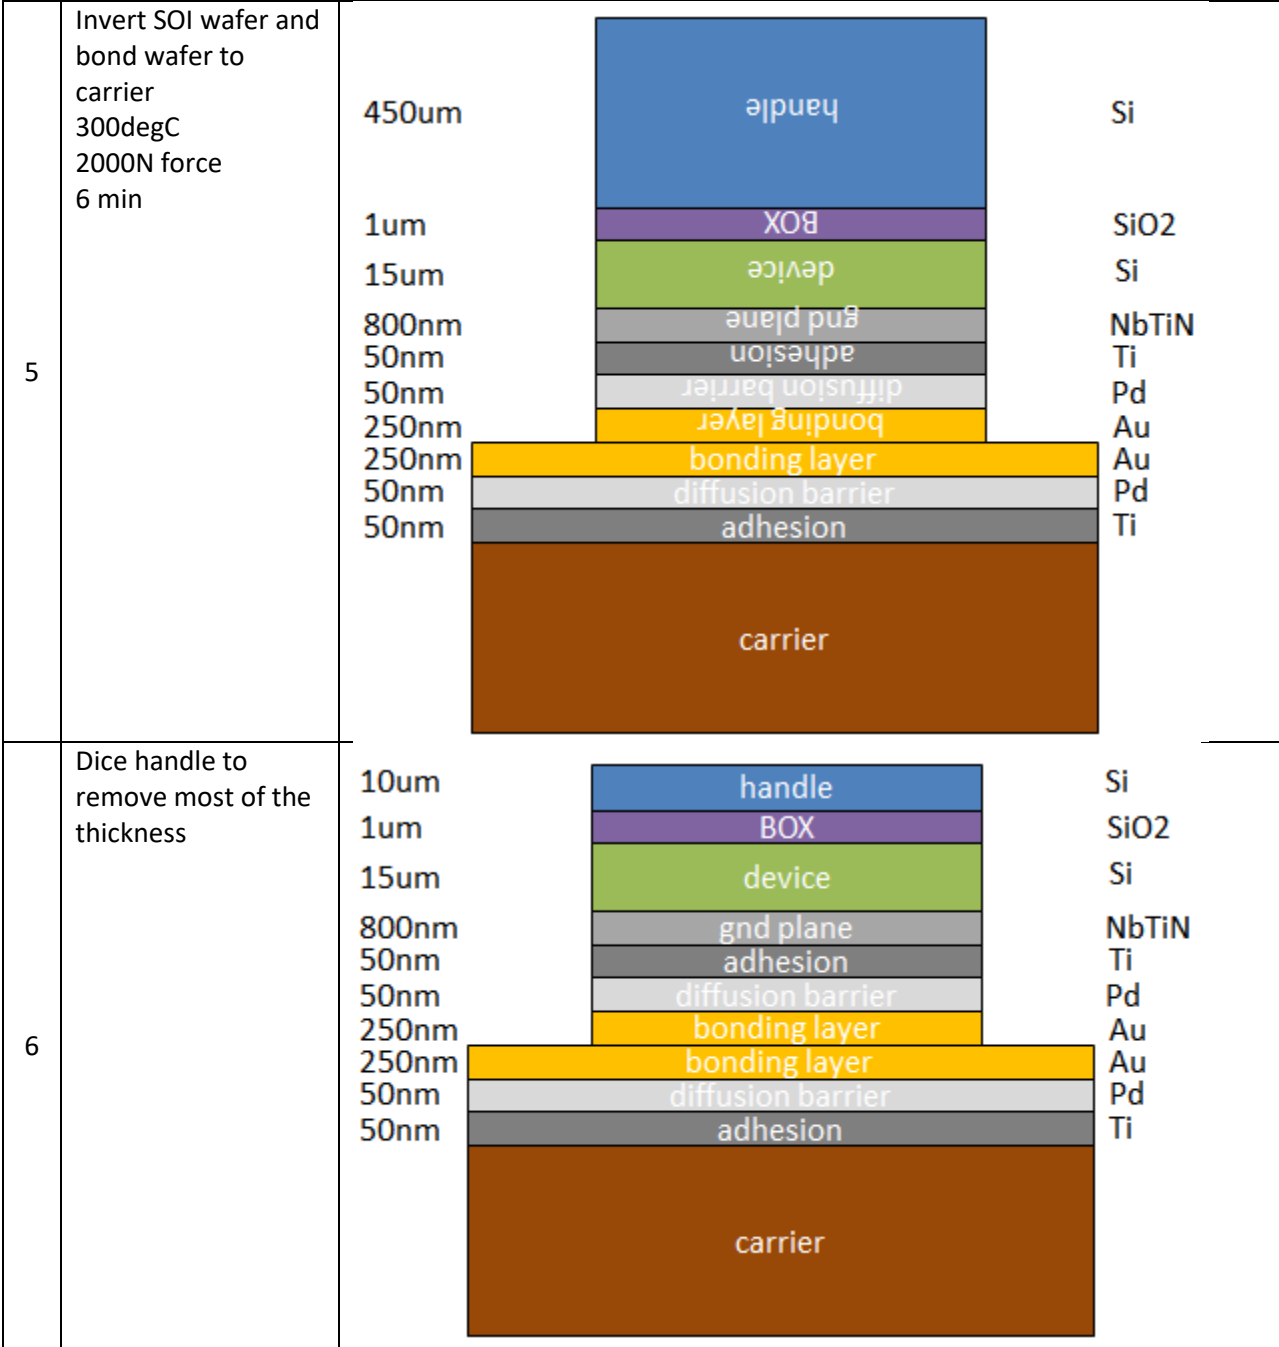 5
Invert SOI wafer and
bond wafer to
carrier
300degC
2000N force
6 min
450um handle Si
1um BOX SiO2
15um device Si
800nm gnd plane NbTiN
50nm adhesion Ti
50nm diffusion barrier Pd
250nm bonding layer Au
250nm bonding layer Au
50nm diffusion barrier Pd
50nm adhesion Ti
carrier
6
Dice handle to
remove most of the
thickness
10um handle Si
1um BOX SiO2
15um device Si
800nm gnd plane NbTiN
50nm adhesion Ti
50nm diffusion barrier Pd
250nm bonding layer Au
250nm bonding layer Au
50nm diffusion barrier Pd
50nm adhesion Ti
carrier